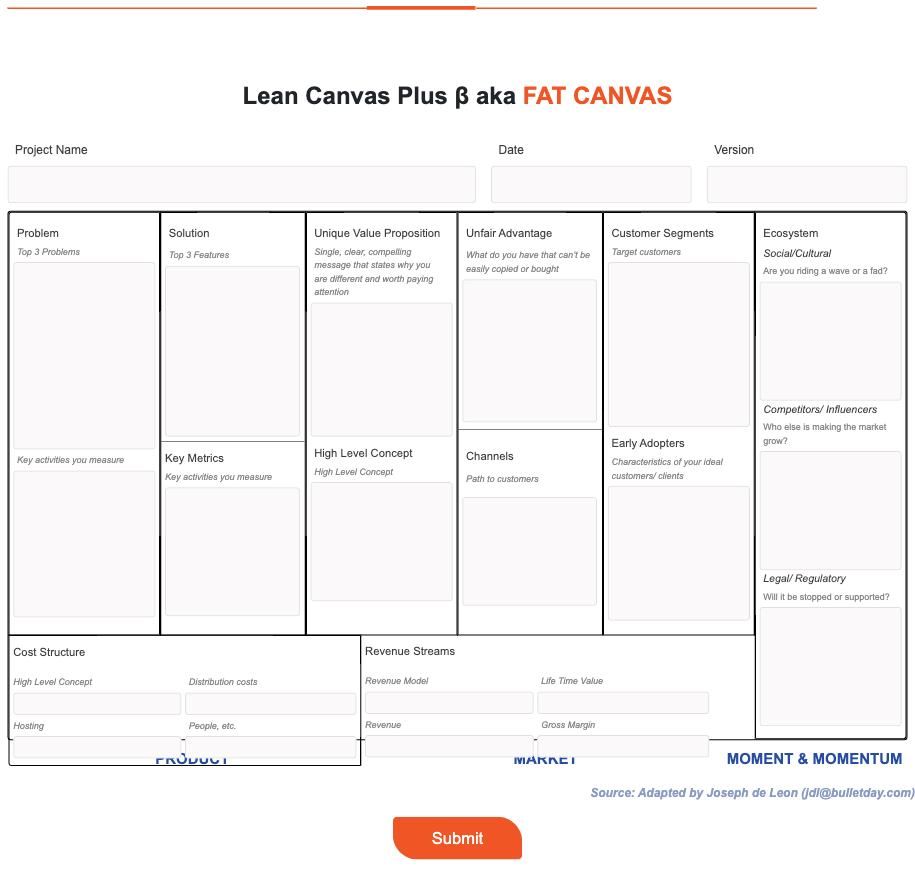 Lean Canvas Plus β aka FAT CANVAS
Project Name
Date
Version
Problem
Top 3 Problems
Key activities you measure
Solution
Top 3 Features
Key Metrics
Key activities you measure
Unique Value Proposition
Single, clear, compelling
message that states why you
are different and worth paying
attention
High Level Concept
High Level Concept
Unfair Advantage
What do you have that can't be
easily copied or bought
Channels
Path to customers
Customer Segments
Target customers
Early Adopters
Characteristics of your ideal
customers/ clients
Ecosystem
Social/Cultural
Are you riding a wave or a fad?
Competitors/ Influencers
Who else is making the market
grow?
Legal/ Regulatory
Will it be stopped or supported?
Cost Structure
High Level Concept
Distribution costs
Hosting
People, etc.
Revenue Streams
Revenue Model
Life Time Value
Revenue
Gross Margin
PRODUCT
MARKET
MOMENT & MOMENTUM
Source: Adapted by Joseph de Leon (jdl@bulletday.com)
Submit